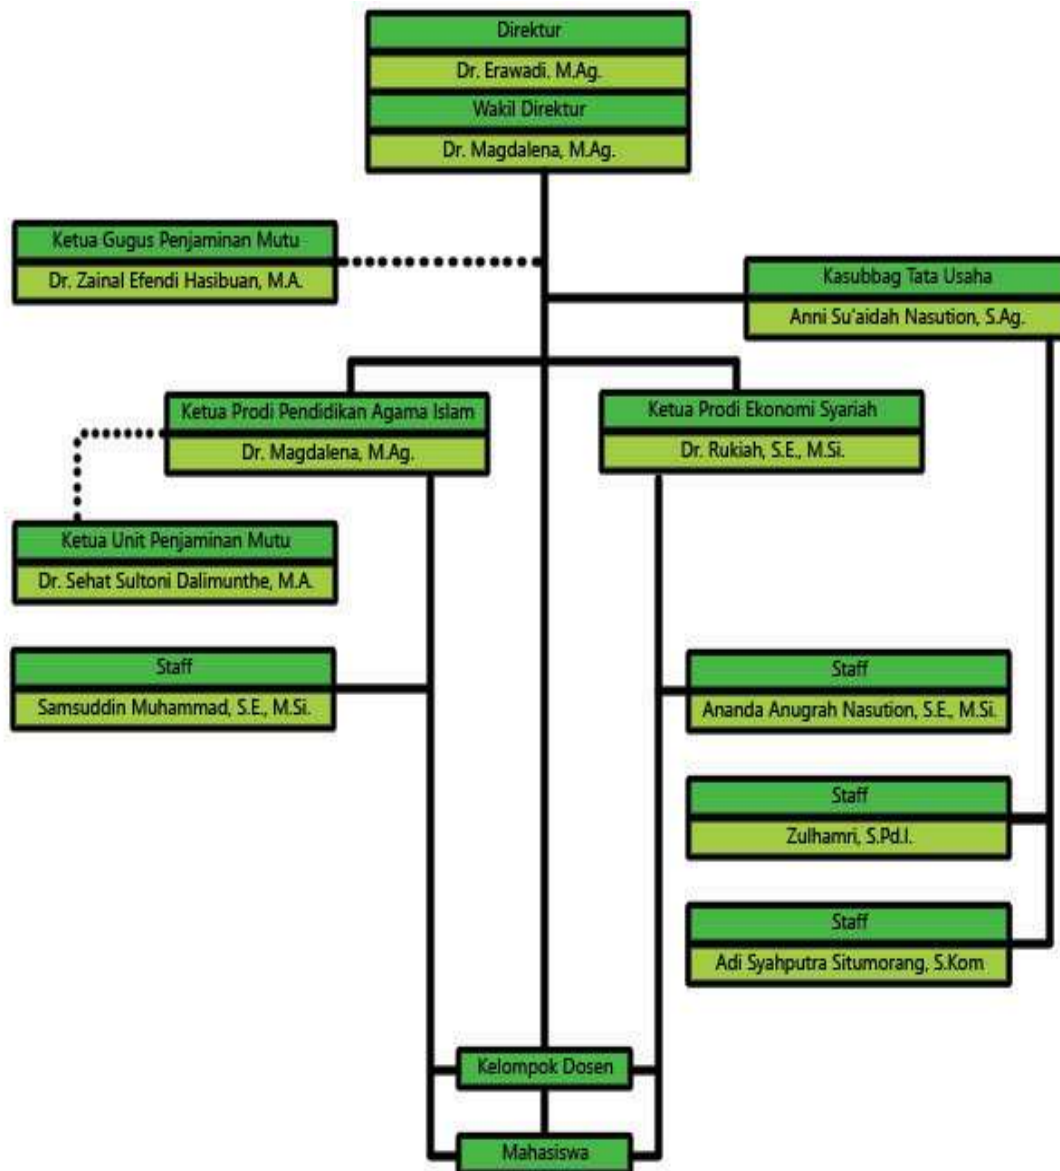 Direktur
Dr. Erawadi, M.Ag.
Wakil Direktur
Dr. Magdalena, M.Ag.
Ketua Gugus Penjaminan Mutu
Dr. Zainal Efendi Hasibuan, M.A.
Kasubbag Tata Usaha
Anni Su'aidah Nasution, S.Ag.
Ketua Prodi Pendidikan Agama Islam
Dr. Magdalena, M.Ag.
Ketua Prodi Ekonomi Syariah
Dr. Rukiah, S.E., M.Si.
Ketua Unit Penjaminan Mutu
Dr. Sehat Sultoni Dalimunthe, M.A.
Staff
Samsuddin Muhammad, S.E., M.Si.
Staff
Ananda Anugrah Nasution, S.E., M.Si.
Staff
Zulhamri, S.Pd.I.
Staff
Adi Syahputra Situmorang, S.Kom
Kelompok Dosen
Mahasiswa